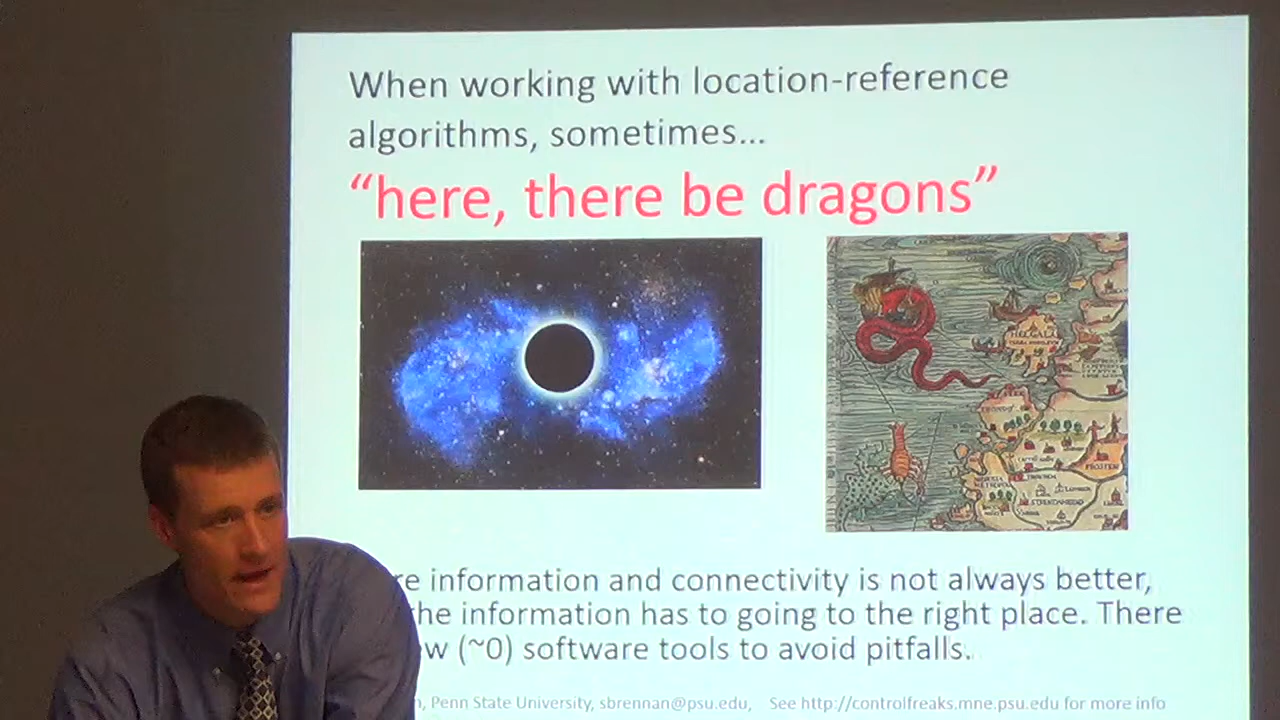 When working with location-reference
algorithms, sometimes...
“here, there be dragons”
re information and connectivity is not always better,
he information has to going to the right place. There
w (~0) software tools to avoid pitfalls.
, Penn State University, sbrennan@psu.edu, See http://controlfreaks.mne.psu.edu for more info